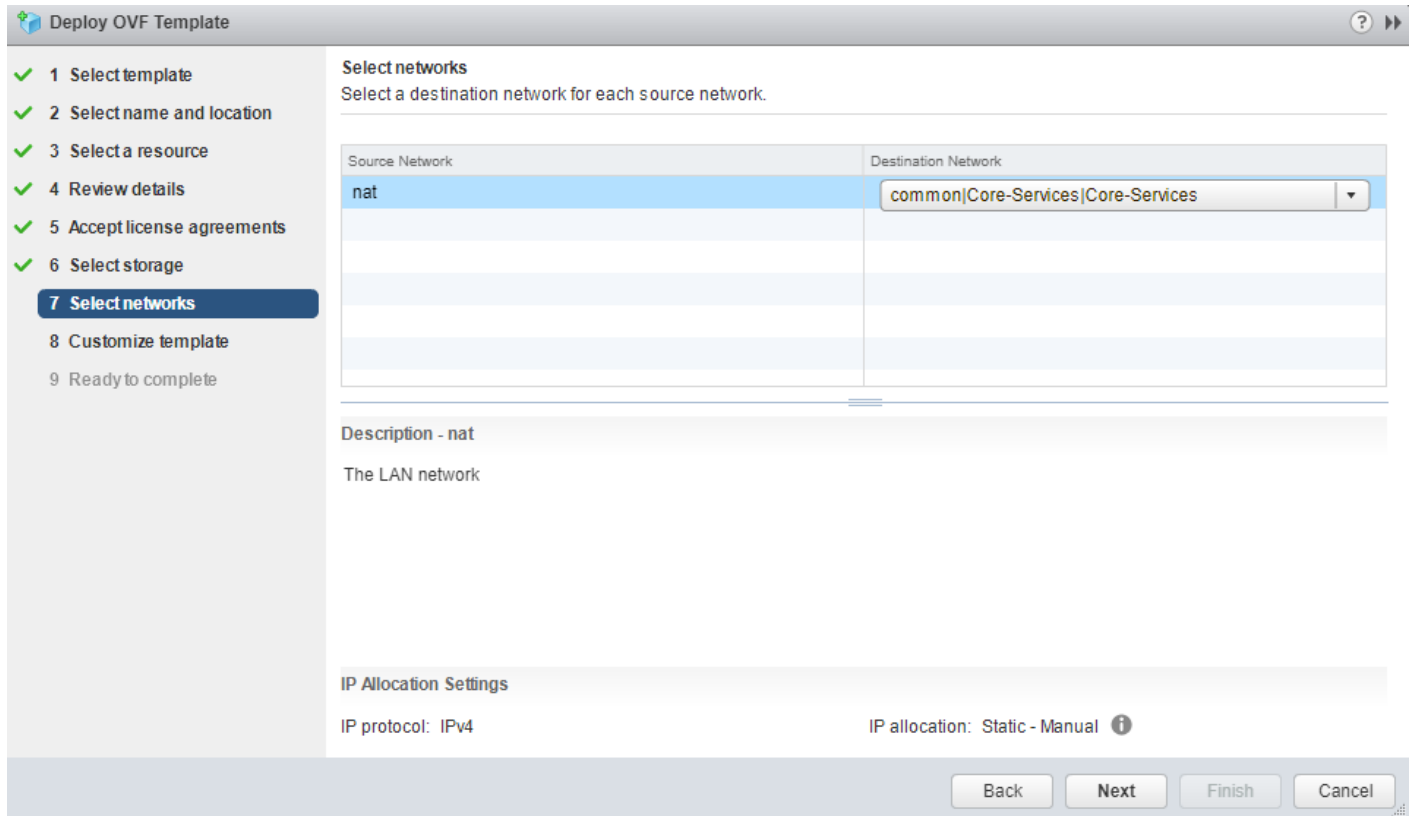 Deploy OVF Template
1 Select template
2 Select name and location
3 Select a resource
4 Review details
5 Accept license agreements
6 Select storage
7 Select networks
8 Customize template
9 Ready to complete
Select networks
Select a destination network for each source network.
Source Network Destination Network
nat common|Core-Services|Core-Services
Description - nat
The LAN network
IP Allocation Settings
IP protocol: IPv4 IP allocation: Static - Manual
Back Next Finish Cancel